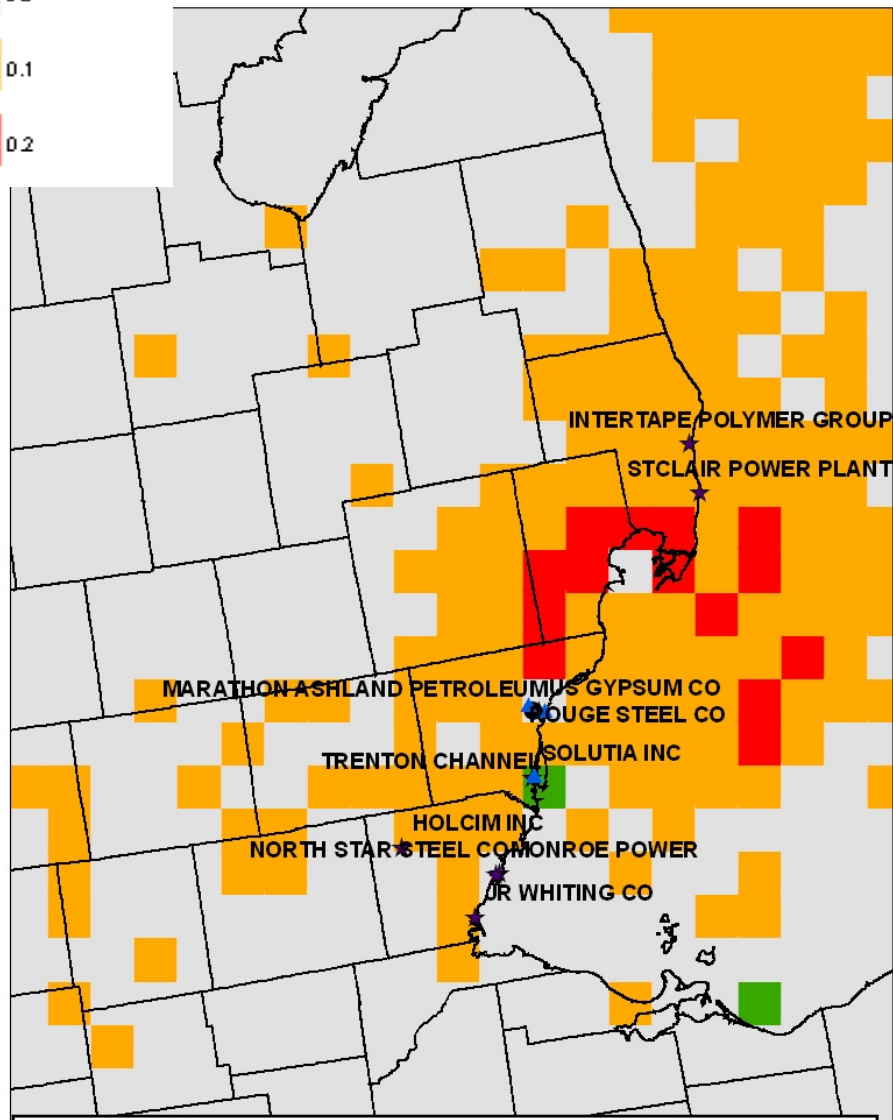 0.1
0.2
INTERTAPE POLYMER GROUP
STCLAIR POWER PLANT
MARATHON ASHLAND PETROLEUM
US GYPSUM CO
ROUGE STEEL CO
SOLUTIA INC
TRENTON CHANNEL
HOLCIM INC
NORTH STAR STEEL CO
MONROE POWER
JR WHITING CO